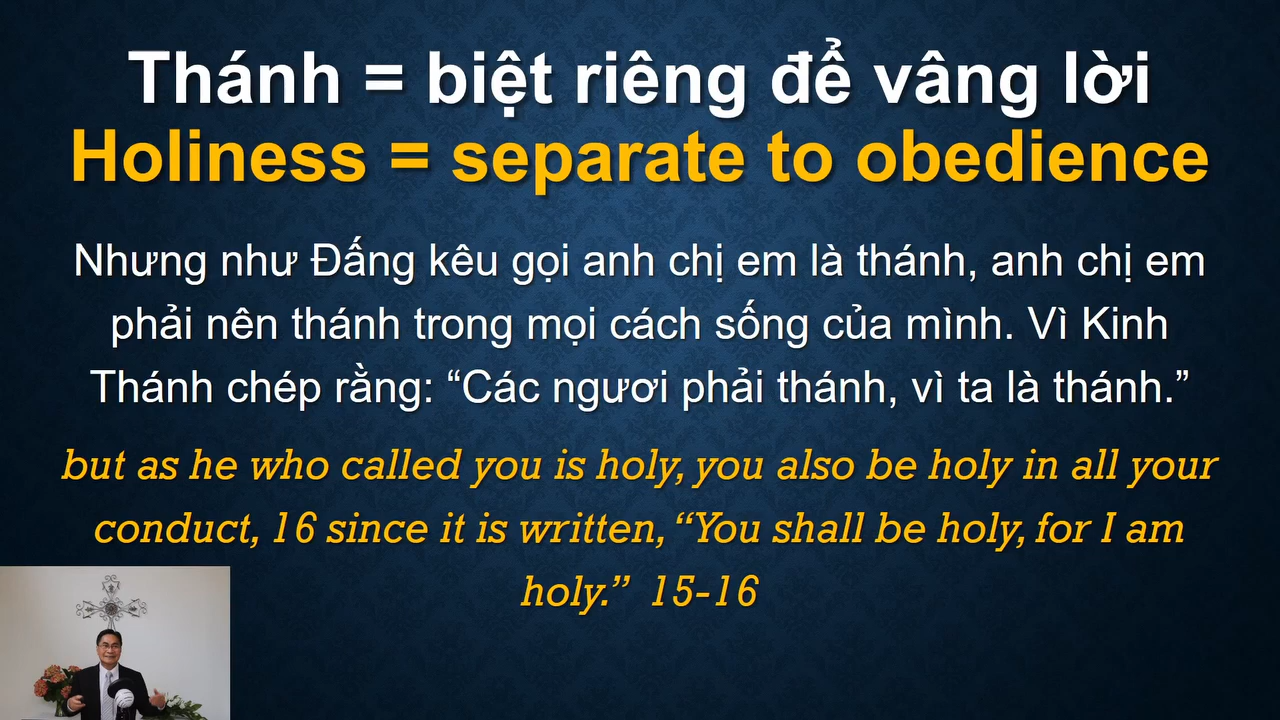 Thánh = biệt riêng để vâng lời
Holiness = separate to obedience
Nhưng như Đấng kêu gọi anh chị em là thánh, anh chị em
phải nên thánh trong mọi cách sống của mình. Vì Kinh
Thánh chép rằng: “Các ngươi phải thánh, vì ta là thánh.”
but as he who called you is holy, you also be holy in all your
conduct, 16 since it is written, “You shall be holy, for I am
holy.” 15-16